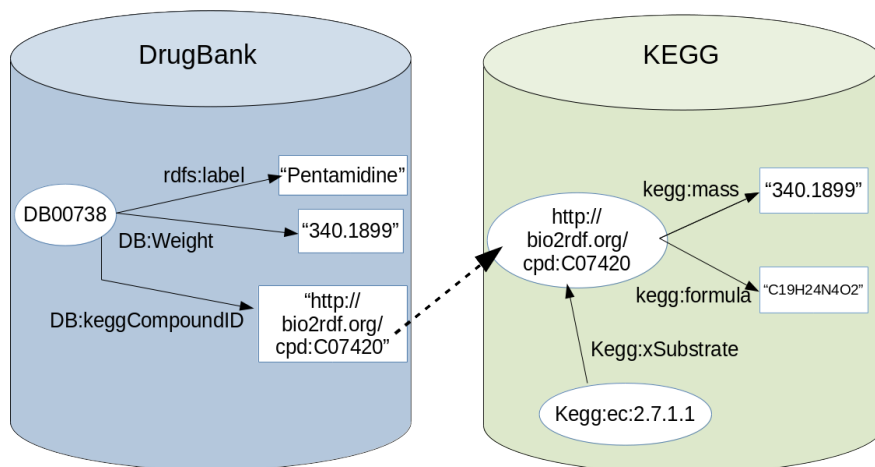 DrugBank
rdfs:label
“Pentamidine”
DB00738
“340.1899”
DB:Weight
“http://
bio2rdf.org/
cpd:C07420”
DB:keggCompoundID
KEGG
kegg:mass
“340.1899”
http://
bio2rdf.org/
cpd:C07420
kegg:formula
“C19H24N4O2”
Kegg:xSubstrate
Kegg:ec:2.7.1.1